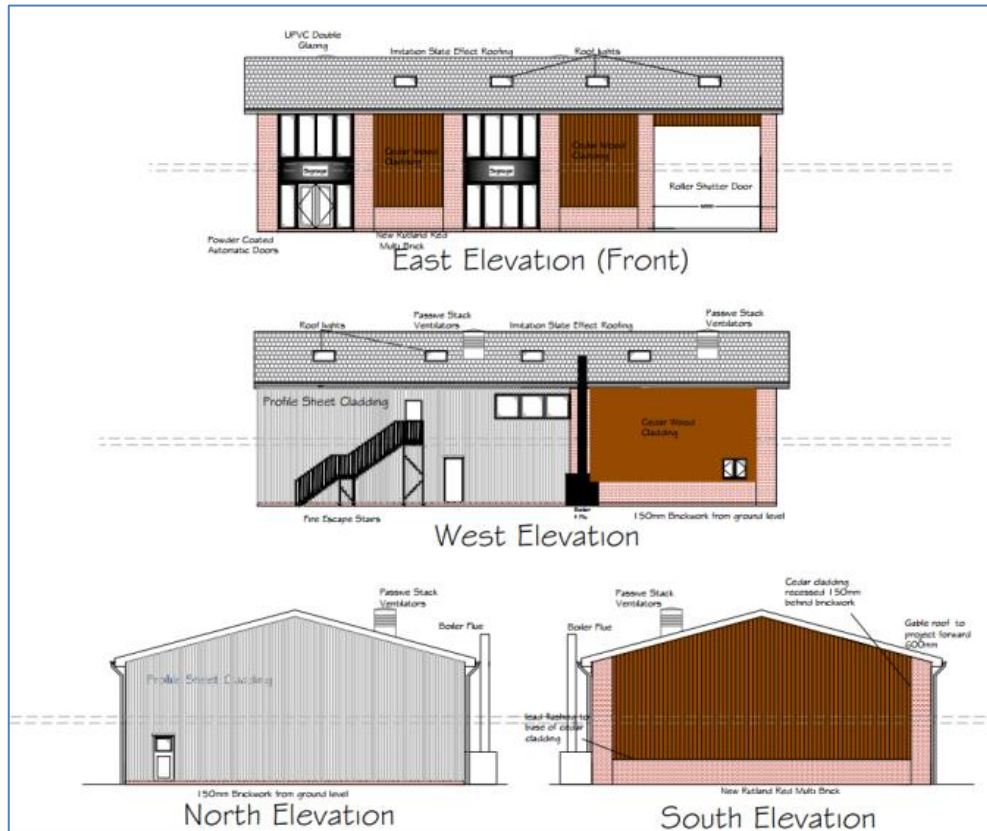 UPVC Double
Glazing
Imitation Slate Effect Roofing
Roof lights
Cedar Wood
Cladding
Cedar Wood
Cladding
Signage
Signage
Roller Shutter Door
Powder Coated
Automatic Doors
New Rutland Red
Multi Brick
East Elevation (Front)
Roof lights
Passive Stack
Ventilators
Imitation Slate Effect Roofing
Passive Stack
Ventilators
Profile Sheet Cladding
Cedar Wood
Cladding
Fire Escape Stairs
Boiler
150mm Brickwork from ground level
West Elevation
Passive Stack
Ventilators
Boiler Flue
Profile Sheet Cladding
150mm Brickwork from ground level
North Elevation
Passive Stack
Ventilators
Boiler Flue
Cedar cladding
recessed 150mm
behind brickwork
Gable roof to
project forward
600mm
lead flashing to
base of cedar
cladding
New Rutland Red Multi Brick
South Elevation